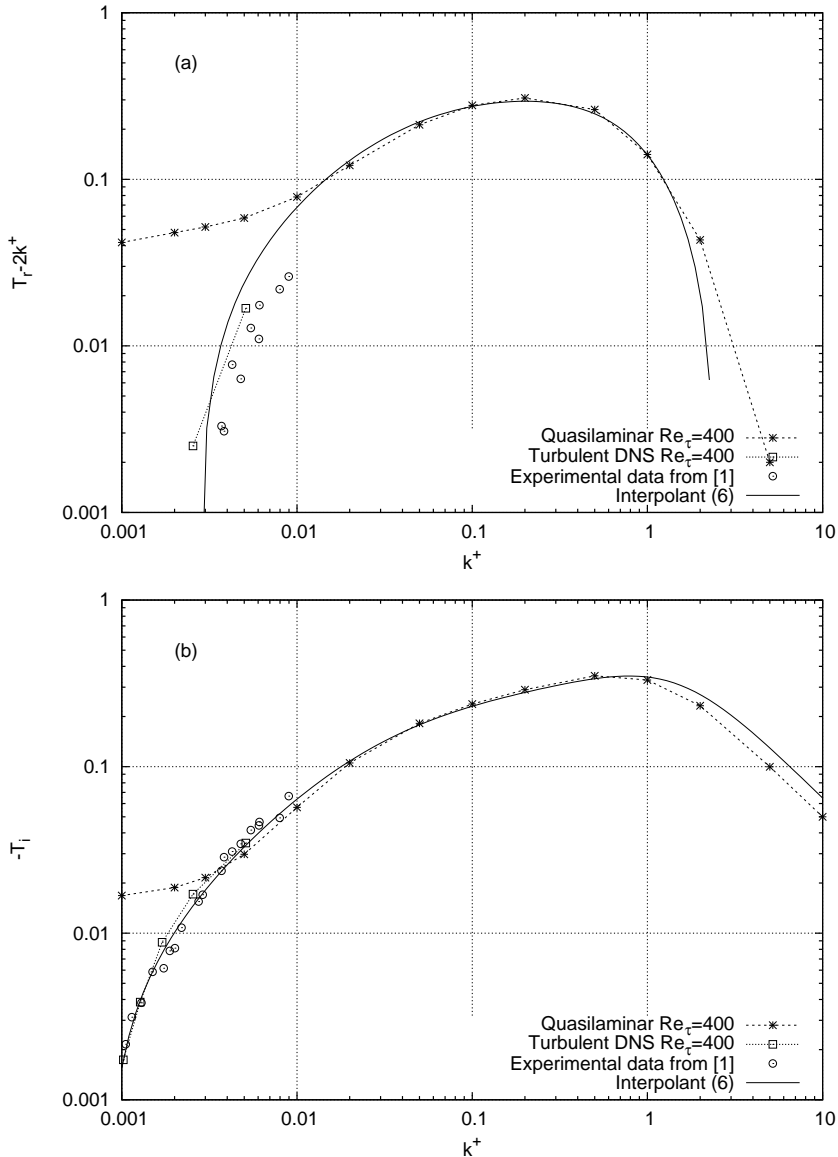 1
(a)
0.1
T_r-2k^+
0.01
Quasilaminar Re_τ=400
Turbulent DNS Re_τ=400
Experimental data from [1]
Interpolant (6)
0.001
0.001 0.01 0.1 1 10
k^+
1
(b)
0.1
-T_i
0.01
Quasilaminar Re_τ=400
Turbulent DNS Re_τ=400
Experimental data from [1]
Interpolant (6)
0.001
0.001 0.01 0.1 1 10
k^+